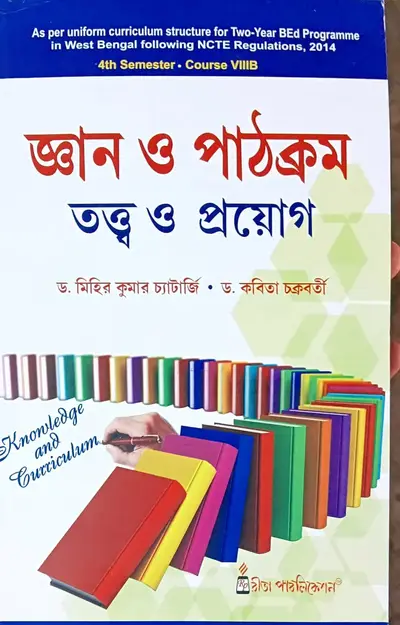 As per uniform curriculum structure for Two-Year BEd Programme
in West Bengal following NCTE Regulations, 2014
4th Semester • Course VIIIB
জ্ঞান ও পাঠক্রম
তত্ত্ব ও প্রয়োগ
ড. মিহির কুমার চ্যাটার্জি • ড. কবিতা চক্রবর্তী
Knowledge
and
Curriculum
রীতা পাবলিকেশন